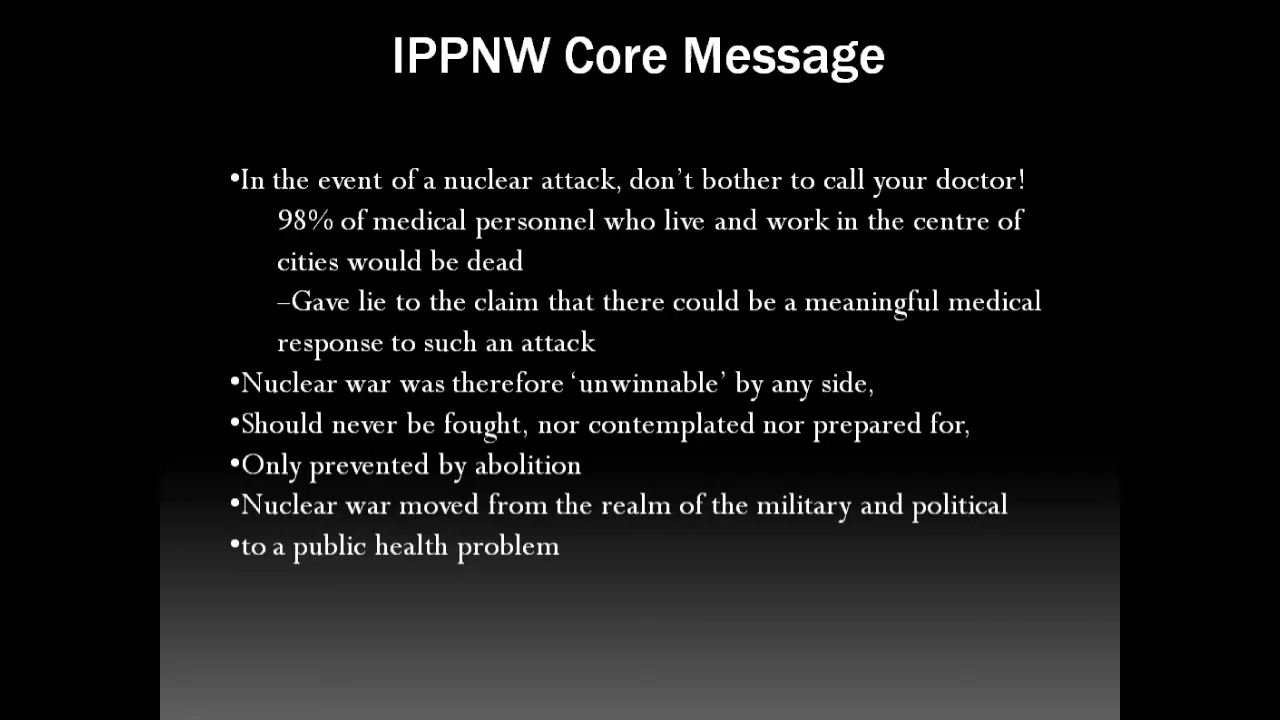 IPPNW Core Message
•In the event of a nuclear attack, don’t bother to call your doctor!
98% of medical personnel who live and work in the centre of
cities would be dead
–Gave lie to the claim that there could be a meaningful medical
response to such an attack
•Nuclear war was therefore ‘unwinnable’ by any side,
•Should never be fought, nor contemplated nor prepared for,
•Only prevented by abolition
•Nuclear war moved from the realm of the military and political
•to a public health problem